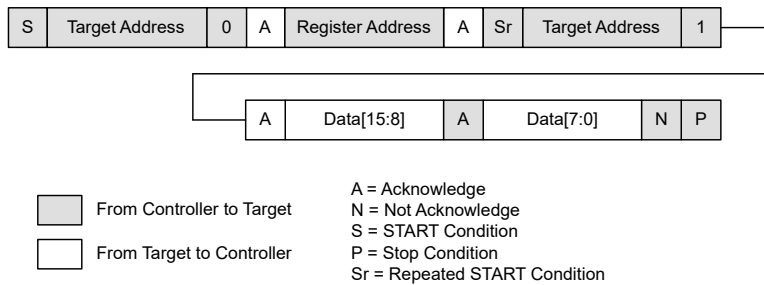 S Target Address 0 A Register Address A Sr Target Address 1
A Data[15:8] A Data[7:0] N P
From Controller to Target
From Target to Controller
A = Acknowledge
N = Not Acknowledge
S = START Condition
P = Stop Condition
Sr = Repeated START Condition